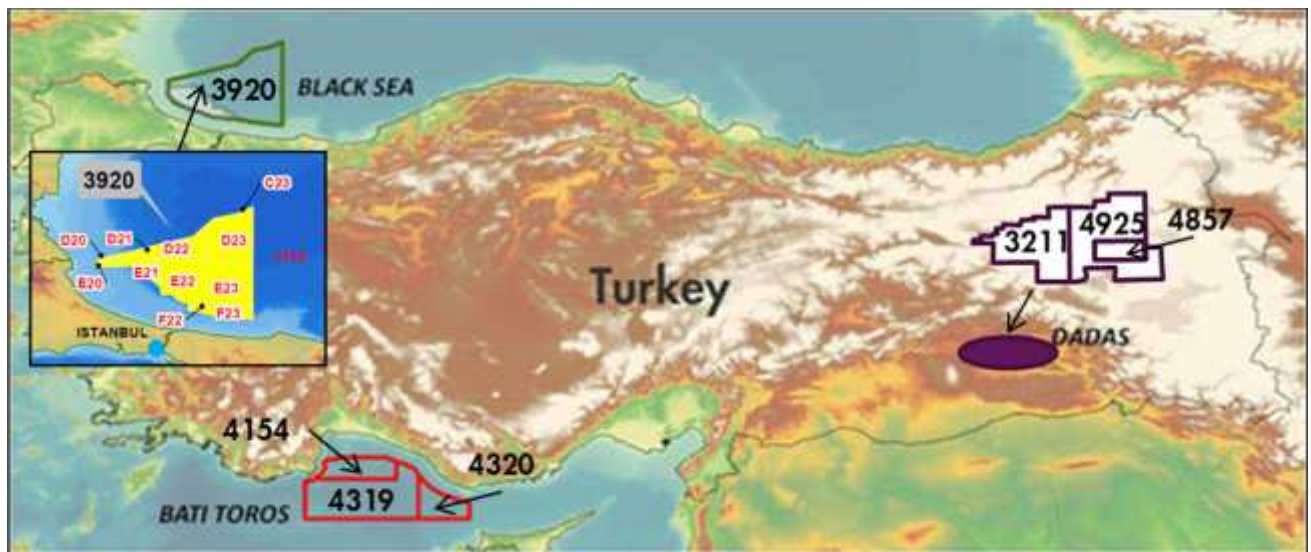 3920
BLACK SEA
3920
C23
D20
D21
D22
D23
E20
E21
E22
E23
F22
F23
ISTANBUL
Turkey
3211
4925
4857
DADAS
4154
4320
4319
BATI TOROS